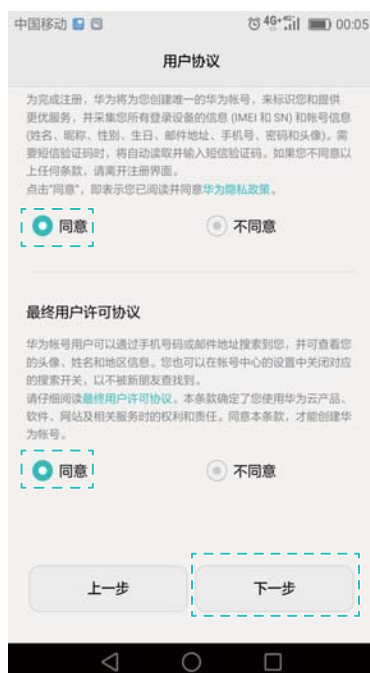 中国移动 4G+ 00:05
用户协议
为完成注册，华为将为您创建唯一的华为帐号，来标识您和提供
更优服务，并采集您所有登录设备的信息 (IMEI 和 SN) 和帐号信息
(姓名、昵称、性别、生日、邮件地址、手机号、密码和头像)。需
要短信验证码时，将自动读取并输入短信验证码。如果您不同意以
上任何条款，请离开注册界面。
点击“同意”，即表示您已阅读并同意华为隐私政策。
同意 不同意
最终用户许可协议
华为帐号用户可以通过手机号码或邮件地址搜索到您，并可查看您
的头像、姓名和地区信息。您也可以在帐号中心的设置中关闭对应
的搜索开关，以不被新朋友查找到。
请仔细阅读最终用户许可协议。本条款确定了您使用华为云产品、
软件、网站及相关服务时的权利和责任。同意本条款，才能创建华
为帐号。
同意 不同意
上一步 下一步